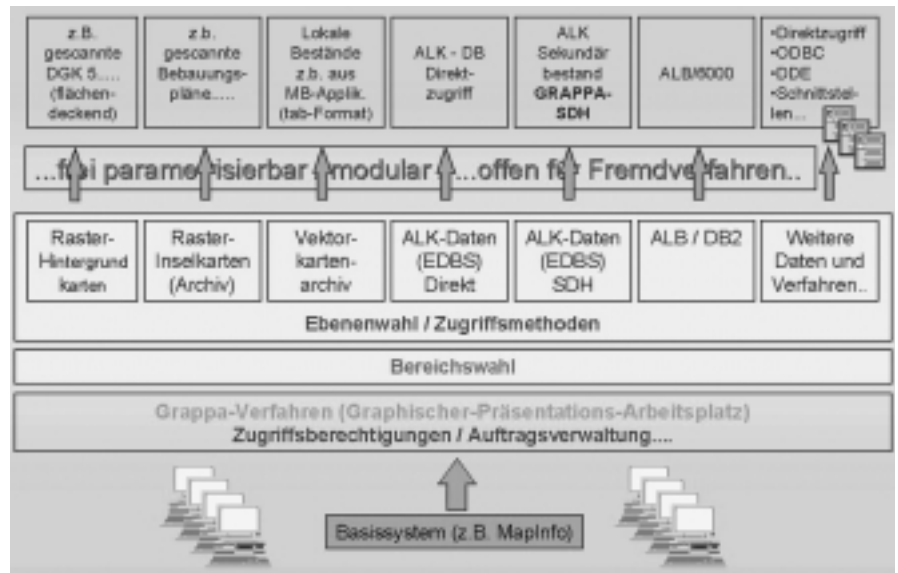 z.B.
gescannte
DGK 5.....
(flächen-
deckend)
z.b.
gescannte
Bebauungs-
pläne.....
Lokale
Bestände
z.b. aus
MB-Applik.
(tab-Format)
ALK - DB
Direkt-
zugriff
ALK
Sekundär
bestand
GRAPPA-
SDH
ALB/6000
•Direktzugriff
•ODBC
•ODE
•Schnittstel-
len...
...frei parametrisierbar modular ...offen für Fremdverfahren..
Raster-
Hintergrund
karten
Raster-
Inselkarten
(Archiv)
Vektor-
karten-
archiv
ALK-Daten
(EDBS)
Direkt
ALK-Daten
(EDBS)
SDH
ALB / DB2
Weitere
Daten und
Verfahren..
Ebenenwahl / Zugriffsmethoden
Bereichswahl
Grappa-Verfahren (Graphischer-Präsentations-Arbeitsplatz)
Zugriffsberechtigungen / Auftragsverwaltung....
Basissystem (z.B. MapInfo)